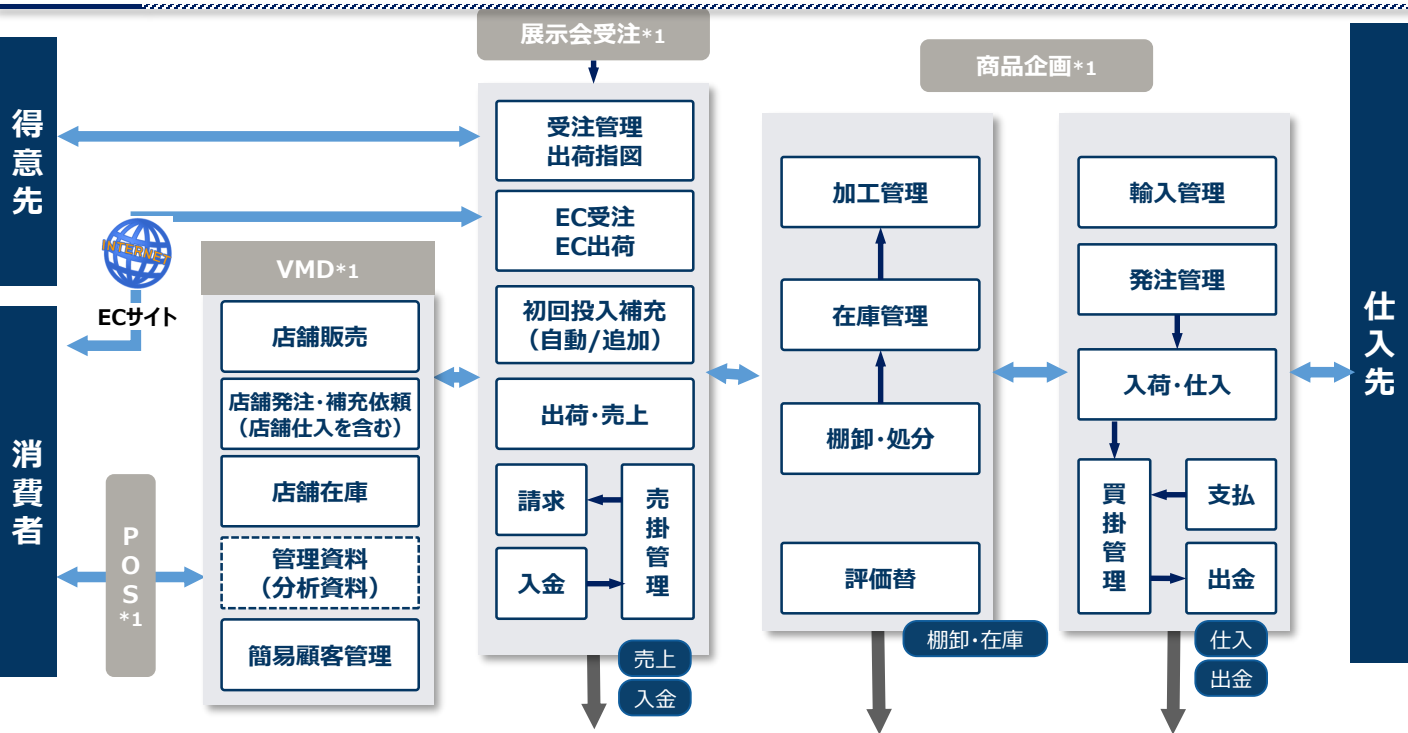 展示会受注*1
商品企画*1
得意先
消費者
仕入先
INTERNET
ECサイト
POS*1
VMD*1
店舗販売
店舗発注・補充依頼
（店舗仕入を含む）
店舗在庫
管理資料
（分析資料）
簡易顧客管理
受注管理
出荷指図
EC受注
EC出荷
初回投入補充
（自動/追加）
出荷・売上
請求
入金
売掛管理
売上
入金
加工管理
在庫管理
棚卸・処分
評価替
棚卸・在庫
輸入管理
発注管理
入荷・仕入
買掛管理
支払
出金
仕入
出金